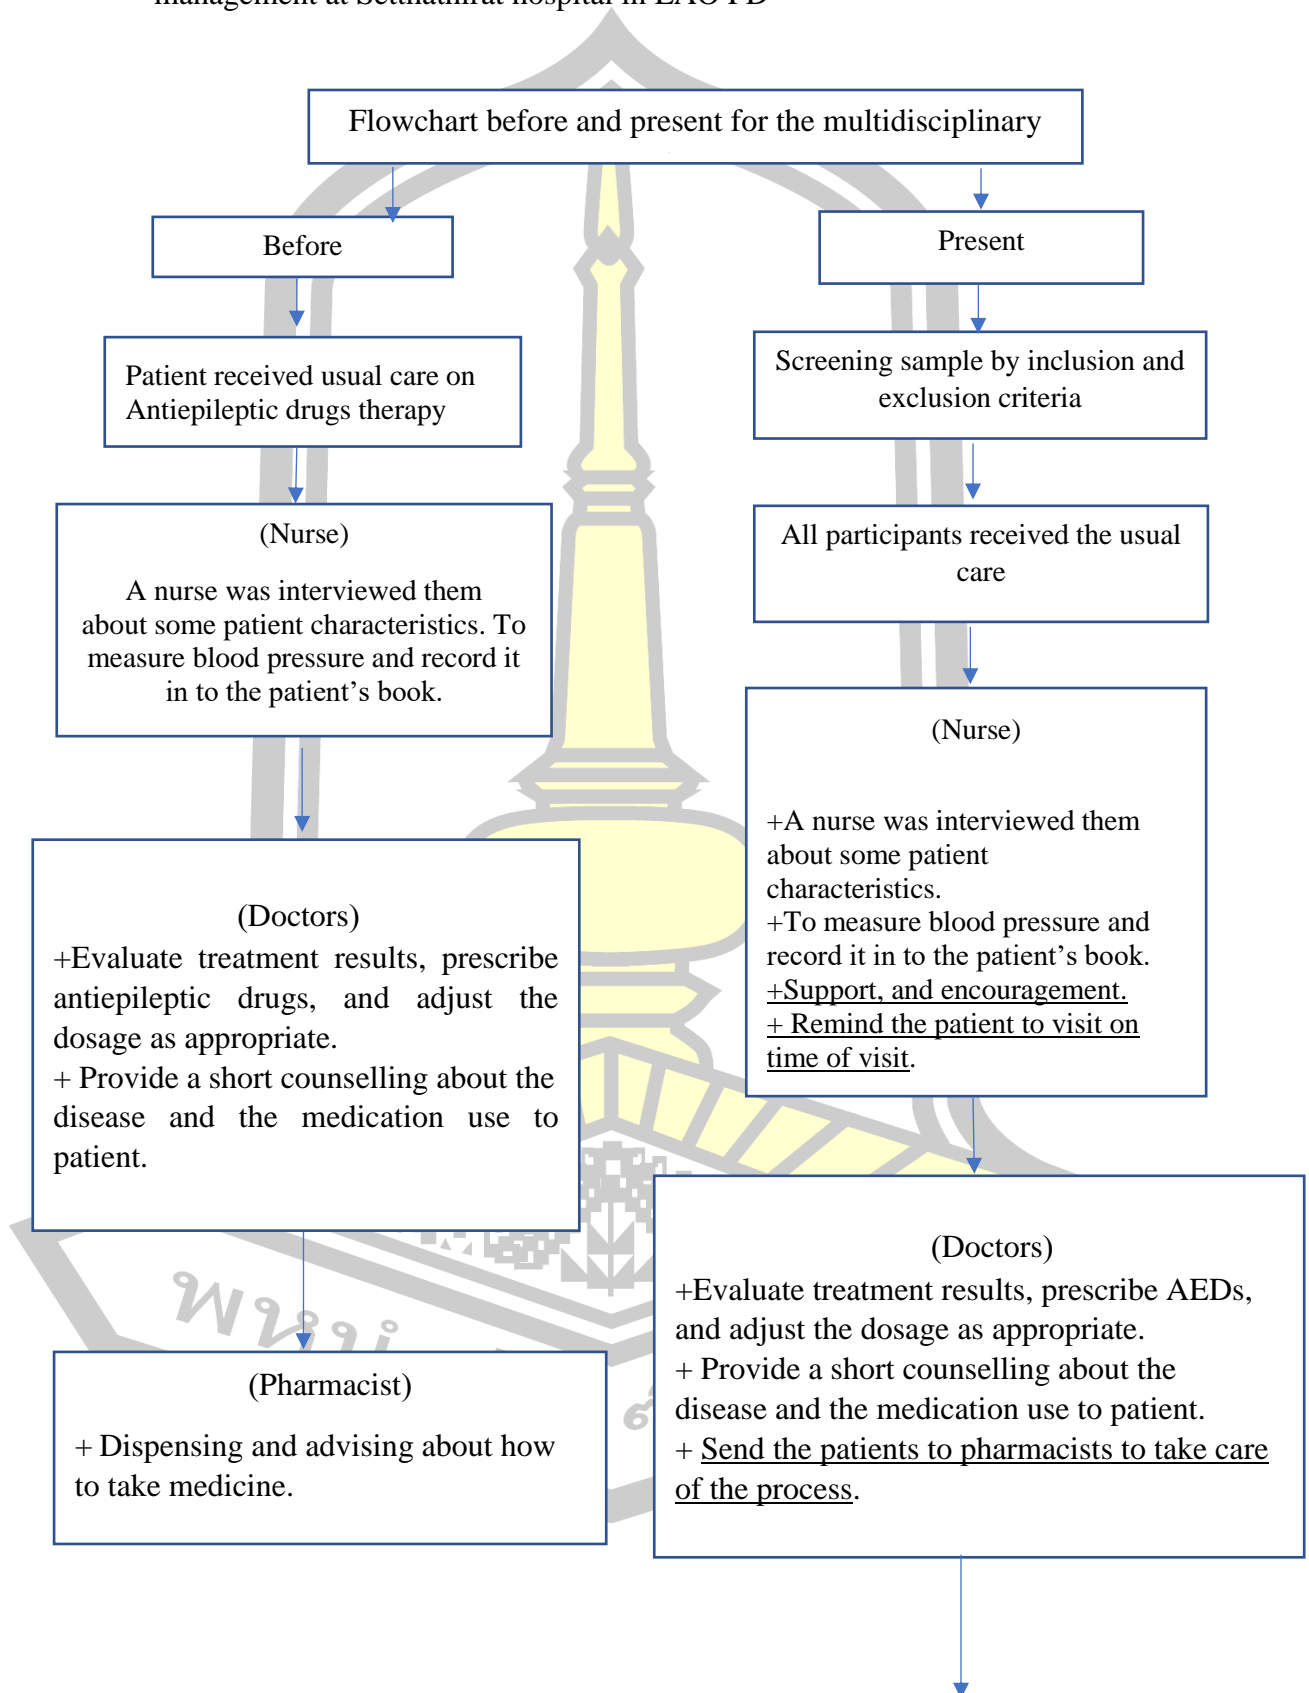 management at Setthathirat hospital in LAO PD
Flowchart before and present for the multidisciplinary
Before
Patient received usual care on
Antiepileptic drugs therapy
(Nurse)
A nurse was interviewed them
about some patient characteristics. To
measure blood pressure and record it
in to the patient’s book.
(Doctors)
+Evaluate treatment results, prescribe
antiepileptic drugs, and adjust the
dosage as appropriate.
+ Provide a short counselling about the
disease and the medication use to
patient.
(Pharmacist)
+ Dispensing and advising about how
to take medicine.
Present
Screening sample by inclusion and
exclusion criteria
All participants received the usual
care
(Nurse)
+A nurse was interviewed them
about some patient
characteristics.
+To measure blood pressure and
record it in to the patient’s book.
+Support, and encouragement.
+ Remind the patient to visit on
time of visit.
(Doctors)
+Evaluate treatment results, prescribe AEDs,
and adjust the dosage as appropriate.
+ Provide a short counselling about the
disease and the medication use to patient.
+ Send the patients to pharmacists to take care
of the process.